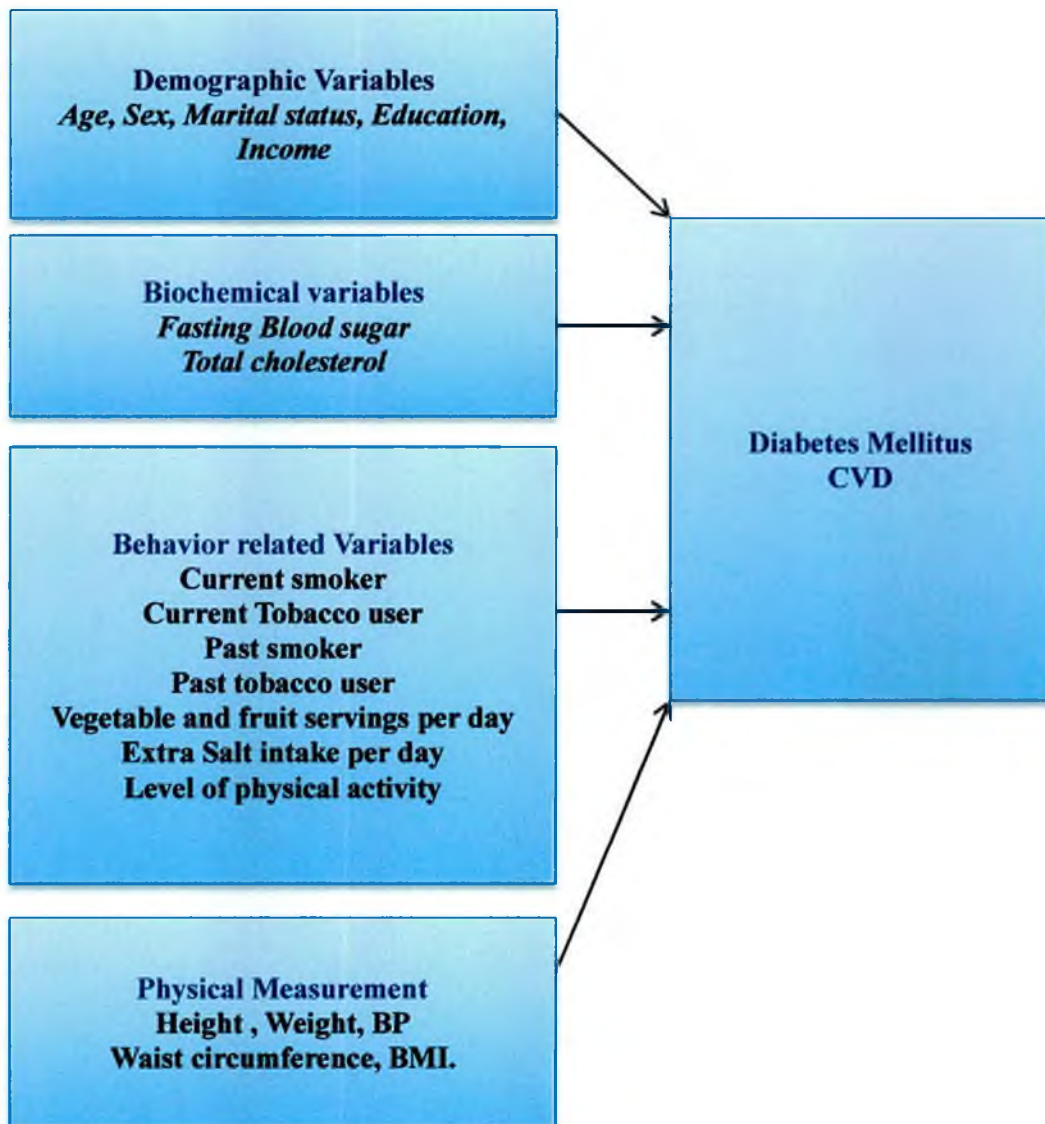 Demographic Variables
Age, Sex, Marital status, Education,
Income
Biochemical variables
Fasting Blood sugar
Total cholesterol
Behavior related Variables
Current smoker
Current Tobacco user
Past smoker
Past tobacco user
Vegetable and fruit servings per day
Extra Salt intake per day
Level of physical activity
Physical Measurement
Height , Weight, BP
Waist circumference, BMI.
Diabetes Mellitus
CVD